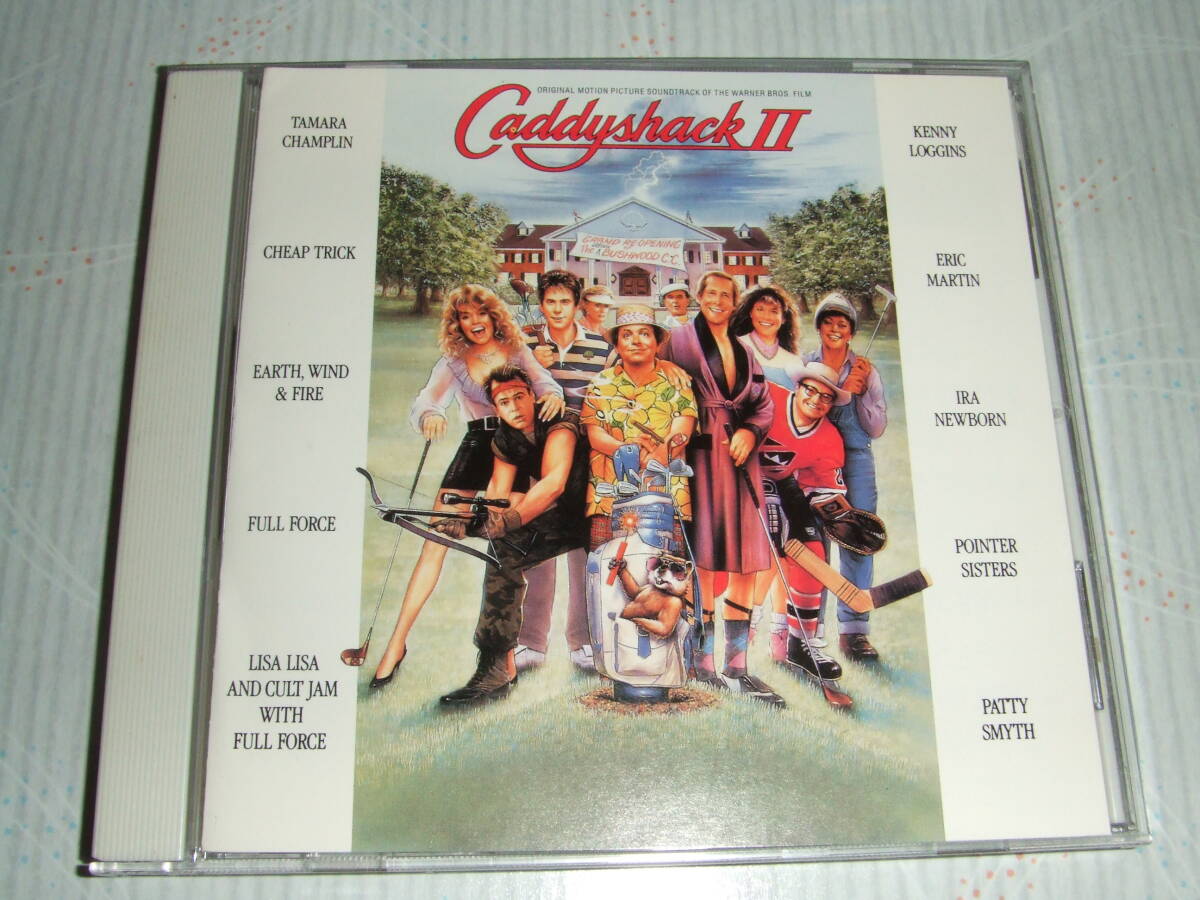 ORIGINAL MOTION PICTURE SOUNDTRACK OF THE WARNER BROS. FILM
Caddyshack II
TAMARA
CHAMPLIN
CHEAP TRICK
EARTH, WIND
& FIRE
FULL FORCE
LISA LISA
AND CULT JAM
WITH
FULL FORCE
GRAND RE-OPENING
BUSHWOOD C.C.
KENNY
LOGGINS
ERIC
MARTIN
IRA
NEWBORN
POINTER
SISTERS
PATTY
SMYTH